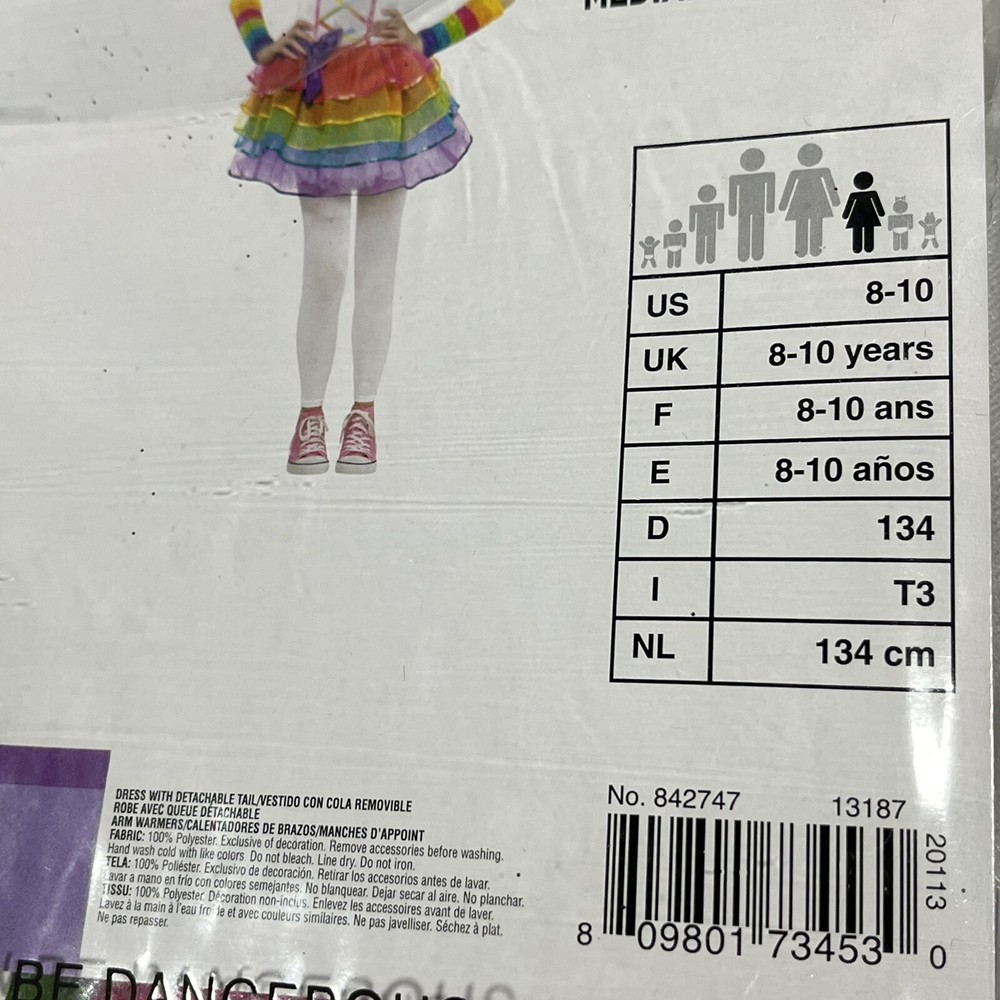 US 8-10
UK 8-10 years
F 8-10 ans
E 8-10 años
D 134
I T3
NL 134 cm
DRESS WITH DETACHABLE TAIL/VESTIDO CON COLA REMOVIBLE
ROBE AVEC QUEUE DÉTACHABLE
ARM WARMERS/CALENTADORES DE BRAZOS/MANCHES D'APPOINT
FABRIC: 100% Polyester. Exclusive of decoration. Remove accessories before washing.
Hand wash cold with like colors. Do not bleach. Line dry. Do not iron.
TELA: 100% Poliéster. Exclusivo de decoración. Retirar los accesorios antes de lavar.
Lavar a mano en frío con colores semejantes. No blanquear. Dejar secar al aire. No planchar.
TISSU: 100% Polyester. Décoration non-inclus. Enlevez les accessoires avant de laver.
Lavez à la main à l'eau froide et avec couleurs similaires. Ne pas javelliser. Séchez à plat.
Ne pas repasser.
No. 842747 13187
20113
8 09801 73453 0
BE DANGEROUS